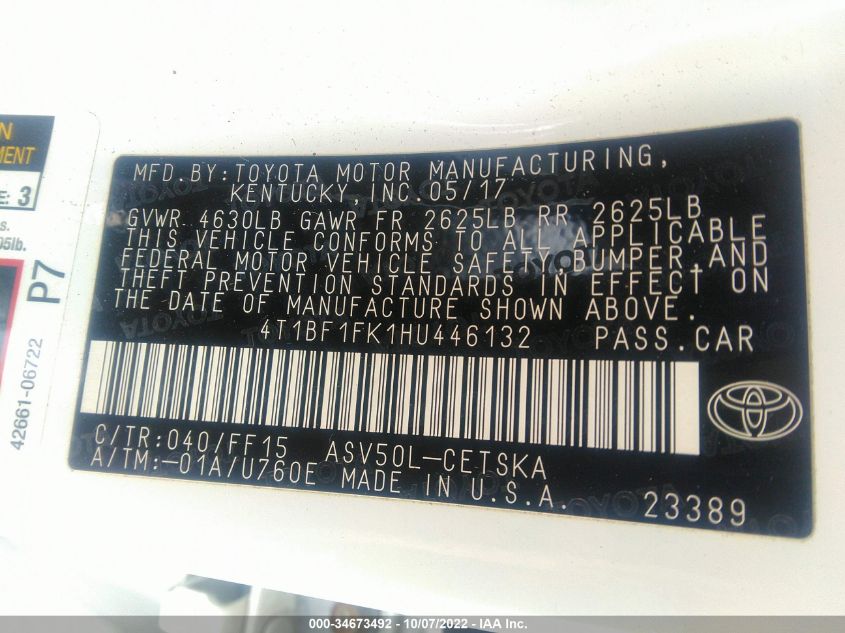 N
MENT
E: 3
s.
95lb.
P7
42661-06722
MFD.BY:TOYOTA MOTOR MANUFACTURING,
KENTUCKY,INC.05/17
GVWR 4630LB GAWR FR 2625LB RR 2625LB
THIS VEHICLE CONFORMS TO ALL APPLICABLE
FEDERAL MOTOR VEHICLE SAFETY,BUMPER,AND
THEFT PREVENTION STANDARDS IN EFFECT ON
THE DATE OF MANUFACTURE SHOWN ABOVE.
4T1BF1FK1HU446132 PASS.CAR
C/TR:040/FF15 ASV50L-CETSKA
A/TM:-01A/U760E MADE IN U.S.A.
23389
000-34673492 - 10/07/2022 - IAA Inc.